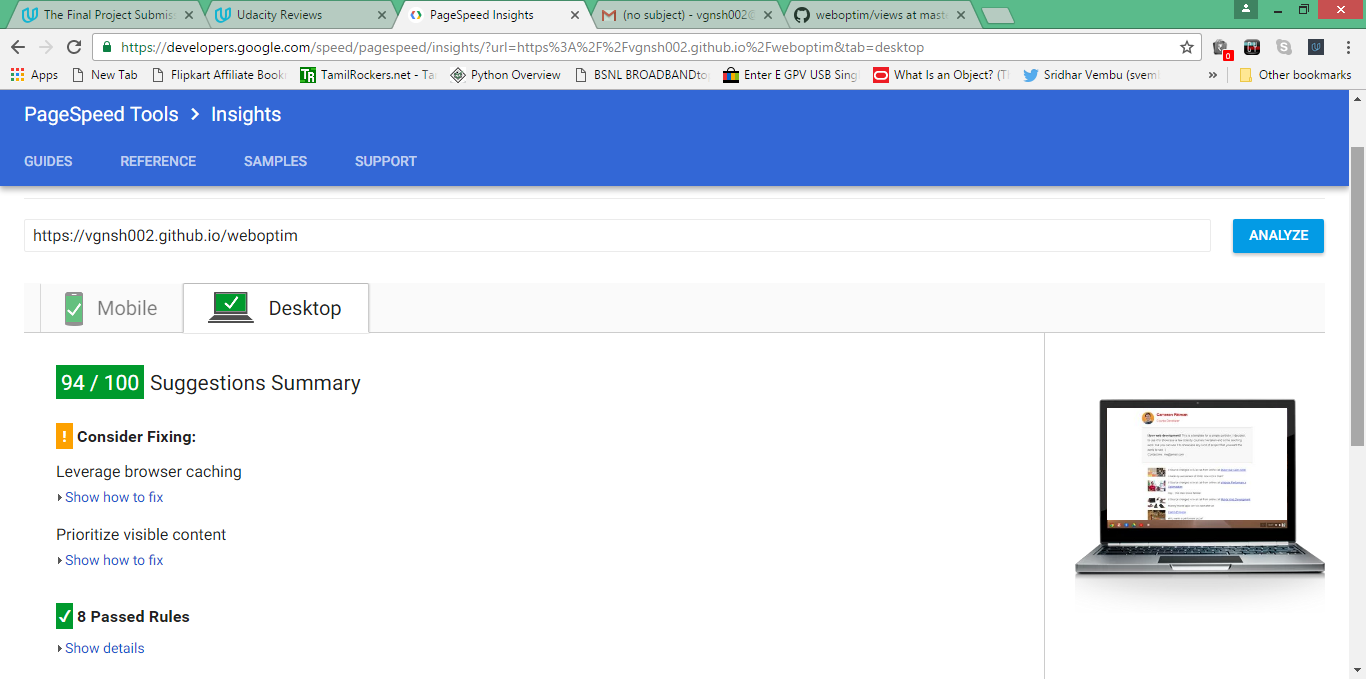 The Final Project Submis
Udacity Reviews
PageSpeed Insights
(no subject) - vgnsh002@
weboptim/views at mast
https://developers.google.com/speed/pagespeed/insights/?url=https%3A%2F%2Fvgnsh002.github.io%2Fweboptim&tab=desktop
0
Apps
New Tab
Flipkart Affiliate Book
TR
TamilRockers.net - Ta
Python Overview
BSNL BROADBANDto
Enter E GPV USB Sing
What Is an Object? (T
Sridhar Vembu (svem
»
Other bookmarks
PageSpeed Tools > Insights
GUIDES REFERENCE SAMPLES SUPPORT
https://vgnsh002.github.io/weboptim
ANALYZE
Mobile
Desktop
94 / 100 Suggestions Summary
! Consider Fixing:
Leverage browser caching
Show how to fix
Prioritize visible content
Show how to fix
8 Passed Rules
Show details